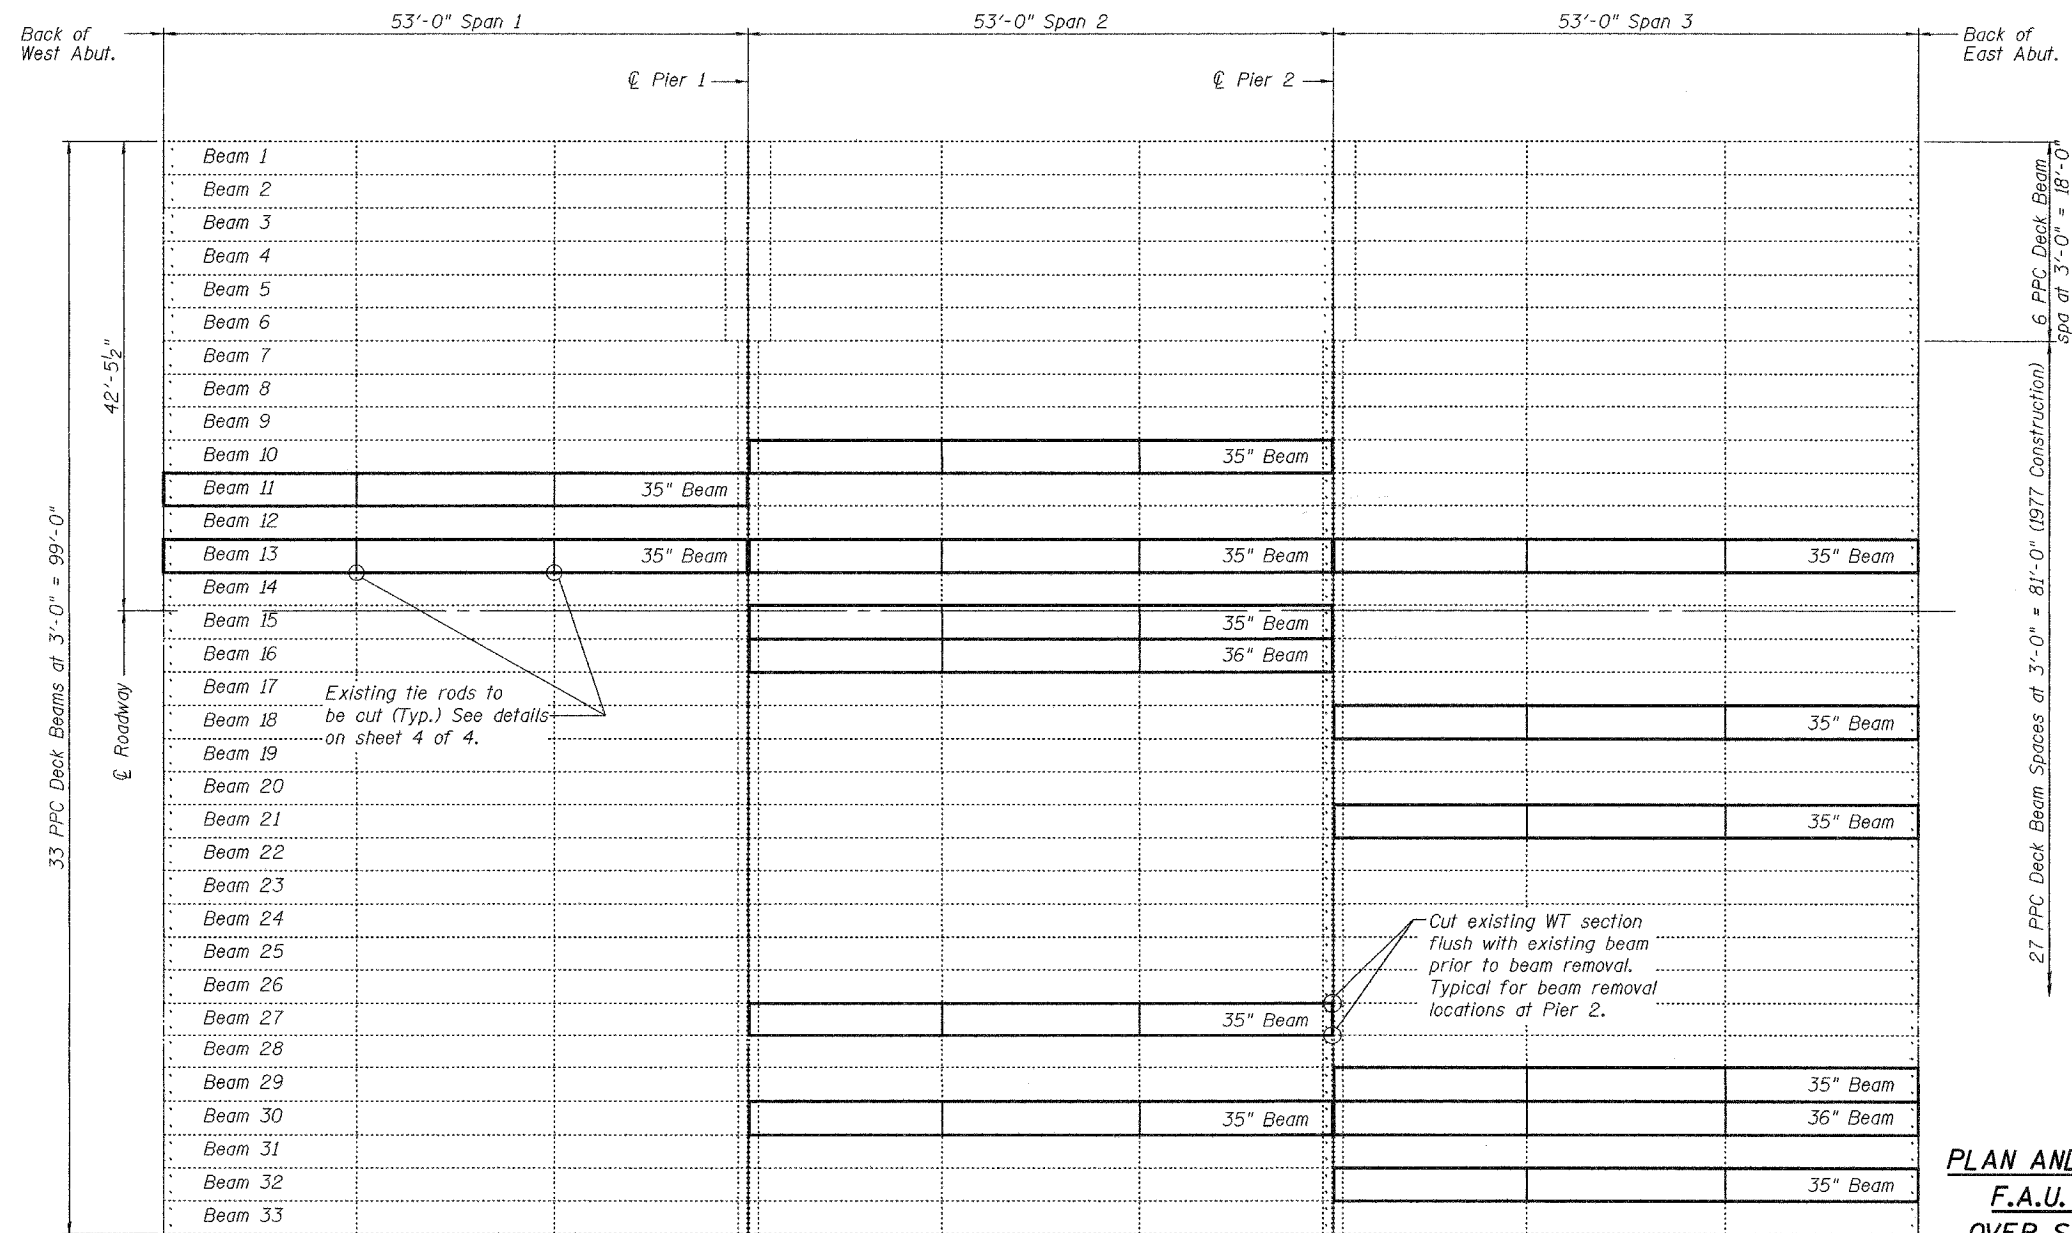 53'-0" Span 1
53'-0" Span 2
53'-0" Span 3
Back of
West Abut.
Back of
East Abut.
℄ Pier 1
℄ Pier 2
Beam 1
Beam 2
Beam 3
Beam 4
Beam 5
Beam 6
Beam 7
Beam 8
Beam 9
Beam 10
35" Beam
Beam 11
35" Beam
Beam 12
Beam 13
35" Beam
35" Beam
35" Beam
Beam 14
Beam 15
35" Beam
Beam 16
36" Beam
Beam 17
Beam 18
35" Beam
Beam 19
Beam 20
Beam 21
35" Beam
Beam 22
Beam 23
Beam 24
Beam 25
Beam 26
Beam 27
35" Beam
Beam 28
Beam 29
35" Beam
Beam 30
35" Beam
36" Beam
Beam 31
Beam 32
35" Beam
Beam 33
Existing tie rods to
be cut (Typ.) See details
on sheet 4 of 4.
Cut existing WT section
flush with existing beam
prior to beam removal.
Typical for beam removal
locations at Pier 2.
33 PPC Deck Beams at 3'-0" = 99'-0"
42'-5½"
℄ Roadway
6 PPC Deck Beam
spa at 3'-0" = 18'-0"
27 PPC Deck Beam Spaces at 3'-0" = 81'-0" (1977 Construction)
PLAN AND
F.A.U.
OVER S